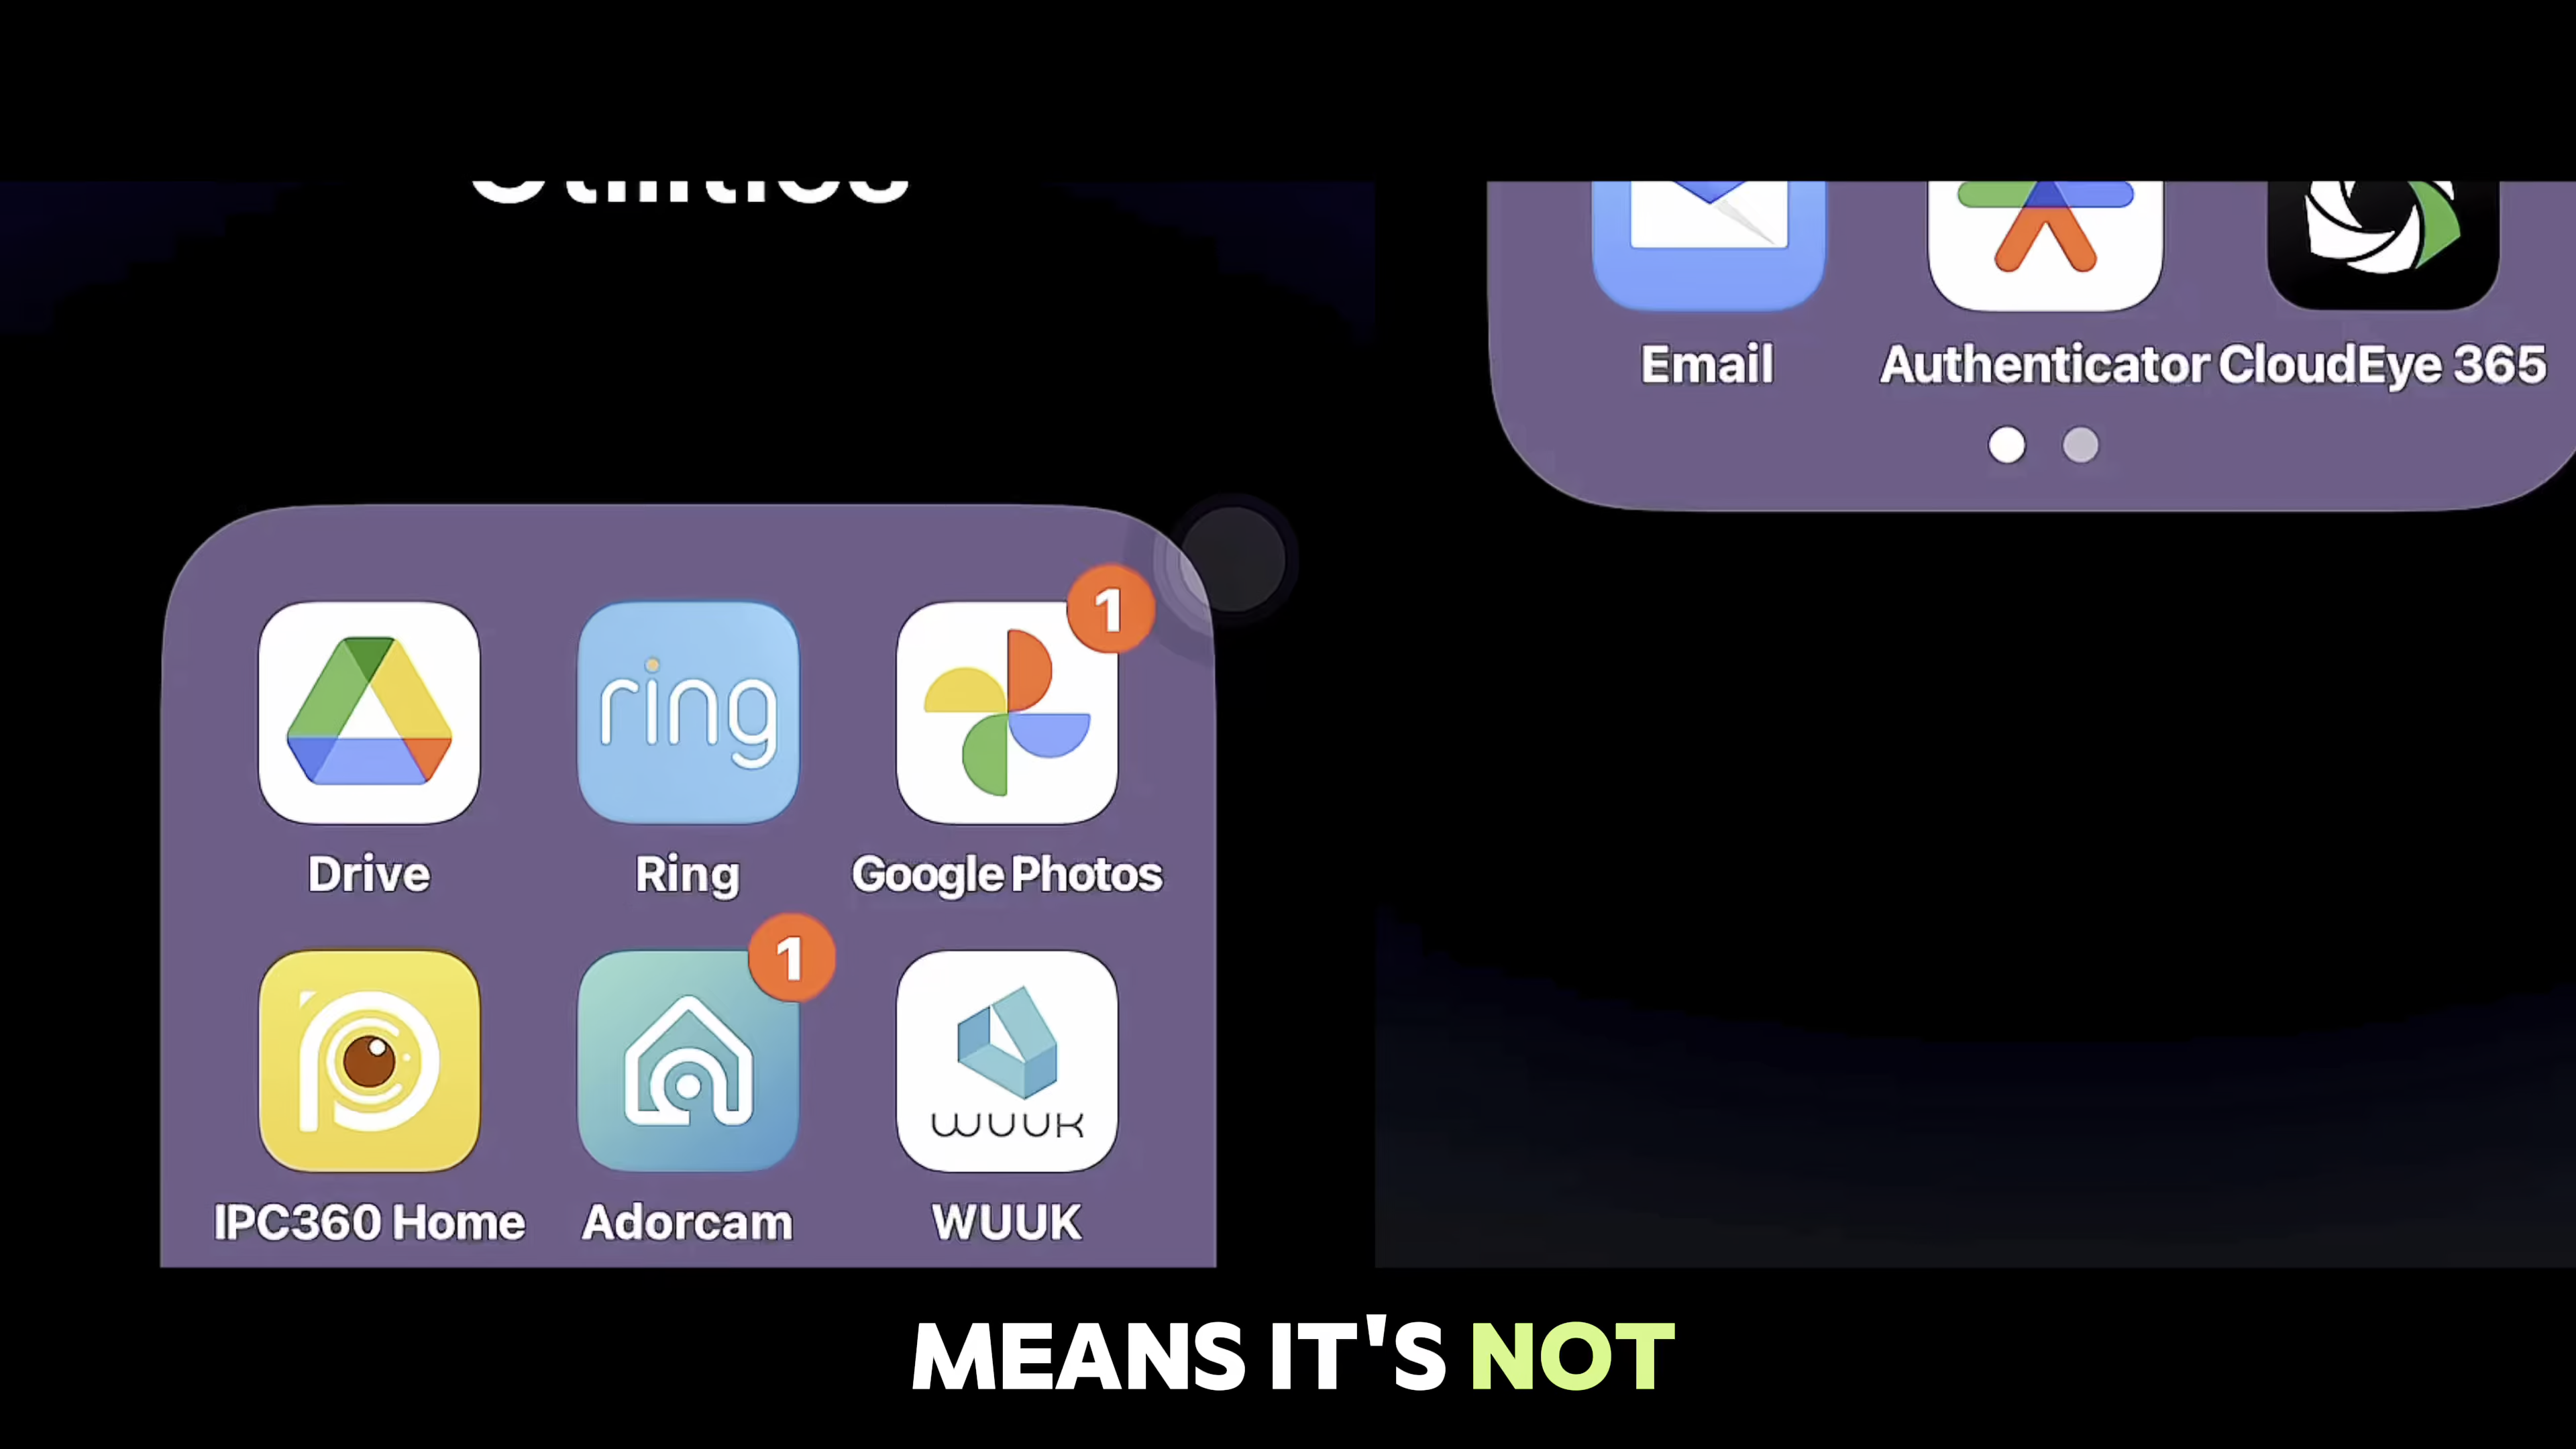 Utilities
Email Authenticator CloudEye 365
1
ring
Drive Ring Google Photos
1
WUUK
IPC360 Home Adorcam WUUK
MEANS IT'S NOT